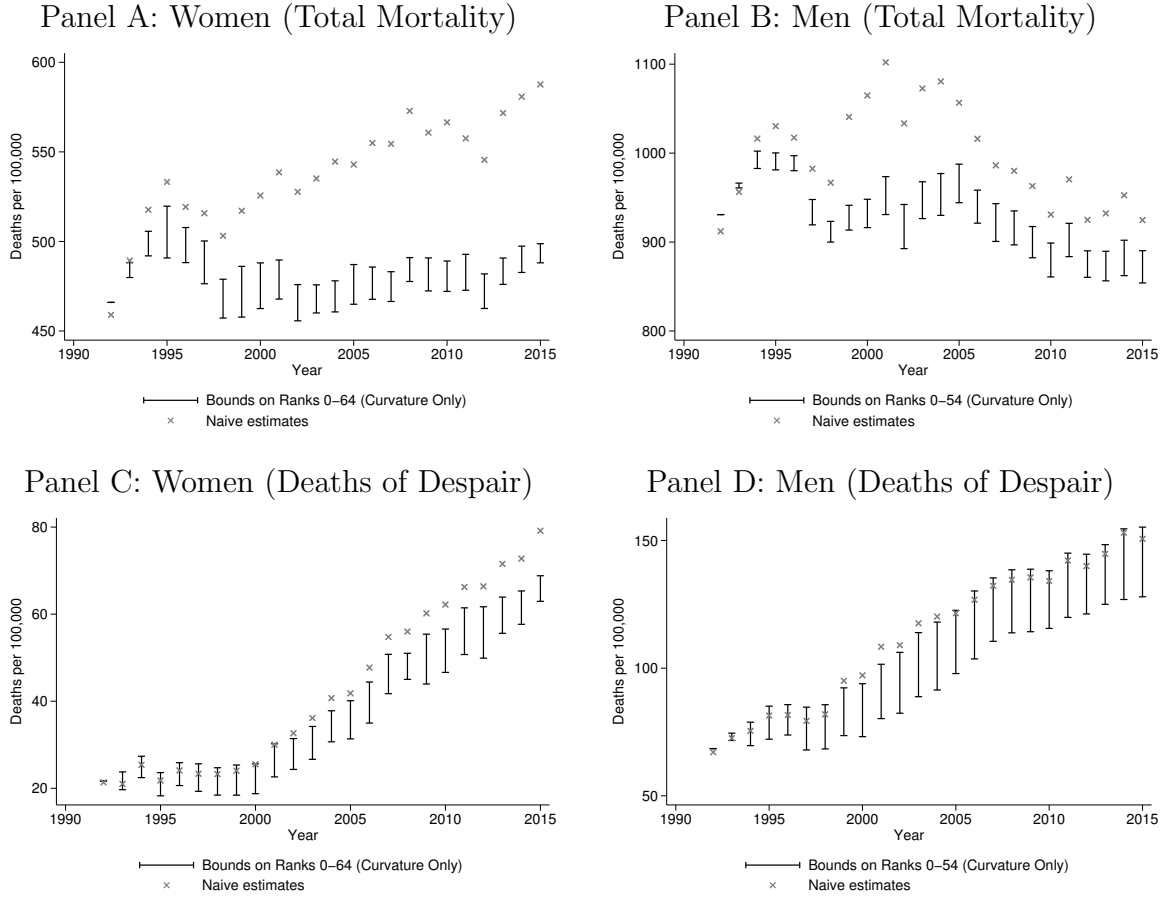 Panel A: Women (Total Mortality)
600
550
500
450
Deaths per 100,000
1990 1995 2000 2005 2010 2015
Year
Bounds on Ranks 0–64 (Curvature Only)
Naive estimates
Panel B: Men (Total Mortality)
1100
1000
900
800
Deaths per 100,000
1990 1995 2000 2005 2010 2015
Year
Bounds on Ranks 0–54 (Curvature Only)
Naive estimates
Panel C: Women (Deaths of Despair)
80
60
40
20
Deaths per 100,000
1990 1995 2000 2005 2010 2015
Year
Bounds on Ranks 0–64 (Curvature Only)
Naive estimates
Panel D: Men (Deaths of Despair)
150
100
50
Deaths per 100,000
1990 1995 2000 2005 2010 2015
Year
Bounds on Ranks 0–54 (Curvature Only)
Naive estimates